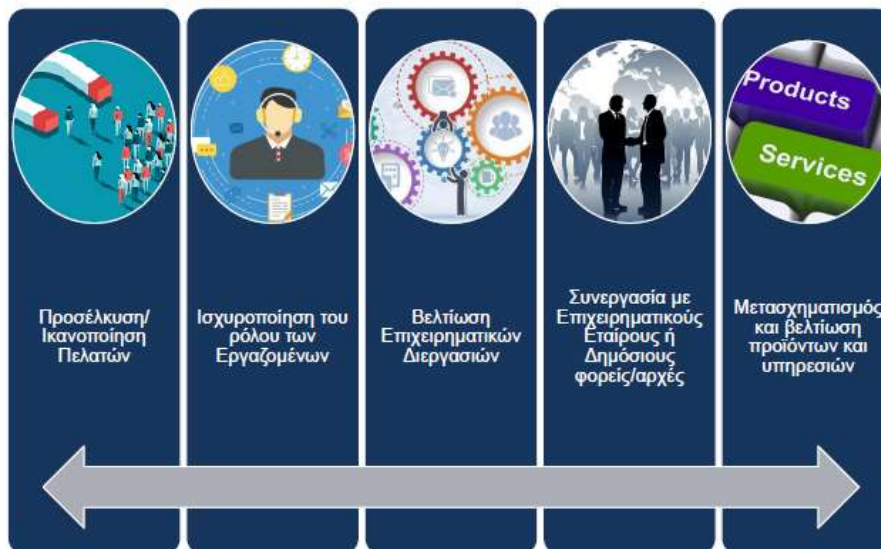 Products
Services
Προσέλκυση/
Ικανοποίηση
Πελατών
Ισχυροποίηση του
ρόλου των
Εργαζομένων
Βελτίωση
Επιχειρηματικών
Διεργασιών
Συνεργασία με
Επιχειρηματικούς
Εταίρους ή
Δημόσιους
φορείς/αρχές
Μετασχηματισμός
και βελτίωση
προϊόντων και
υπηρεσιών